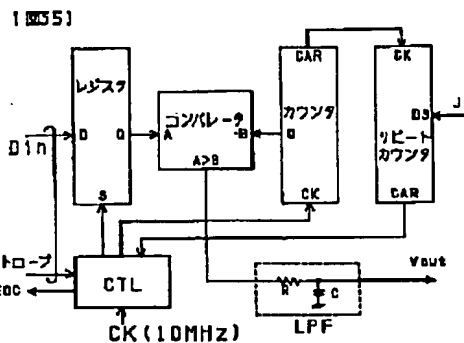 【図5】
CAR
CK
レジスタ
コンパレータ
カウンタ
DS
J
D
Q
A
B
Q
リピート
カウンタ
Din
A>B
S
CK
CAR
トローブ
CTL
R
C
Vout
EOC
LPF
CK(10MHz)